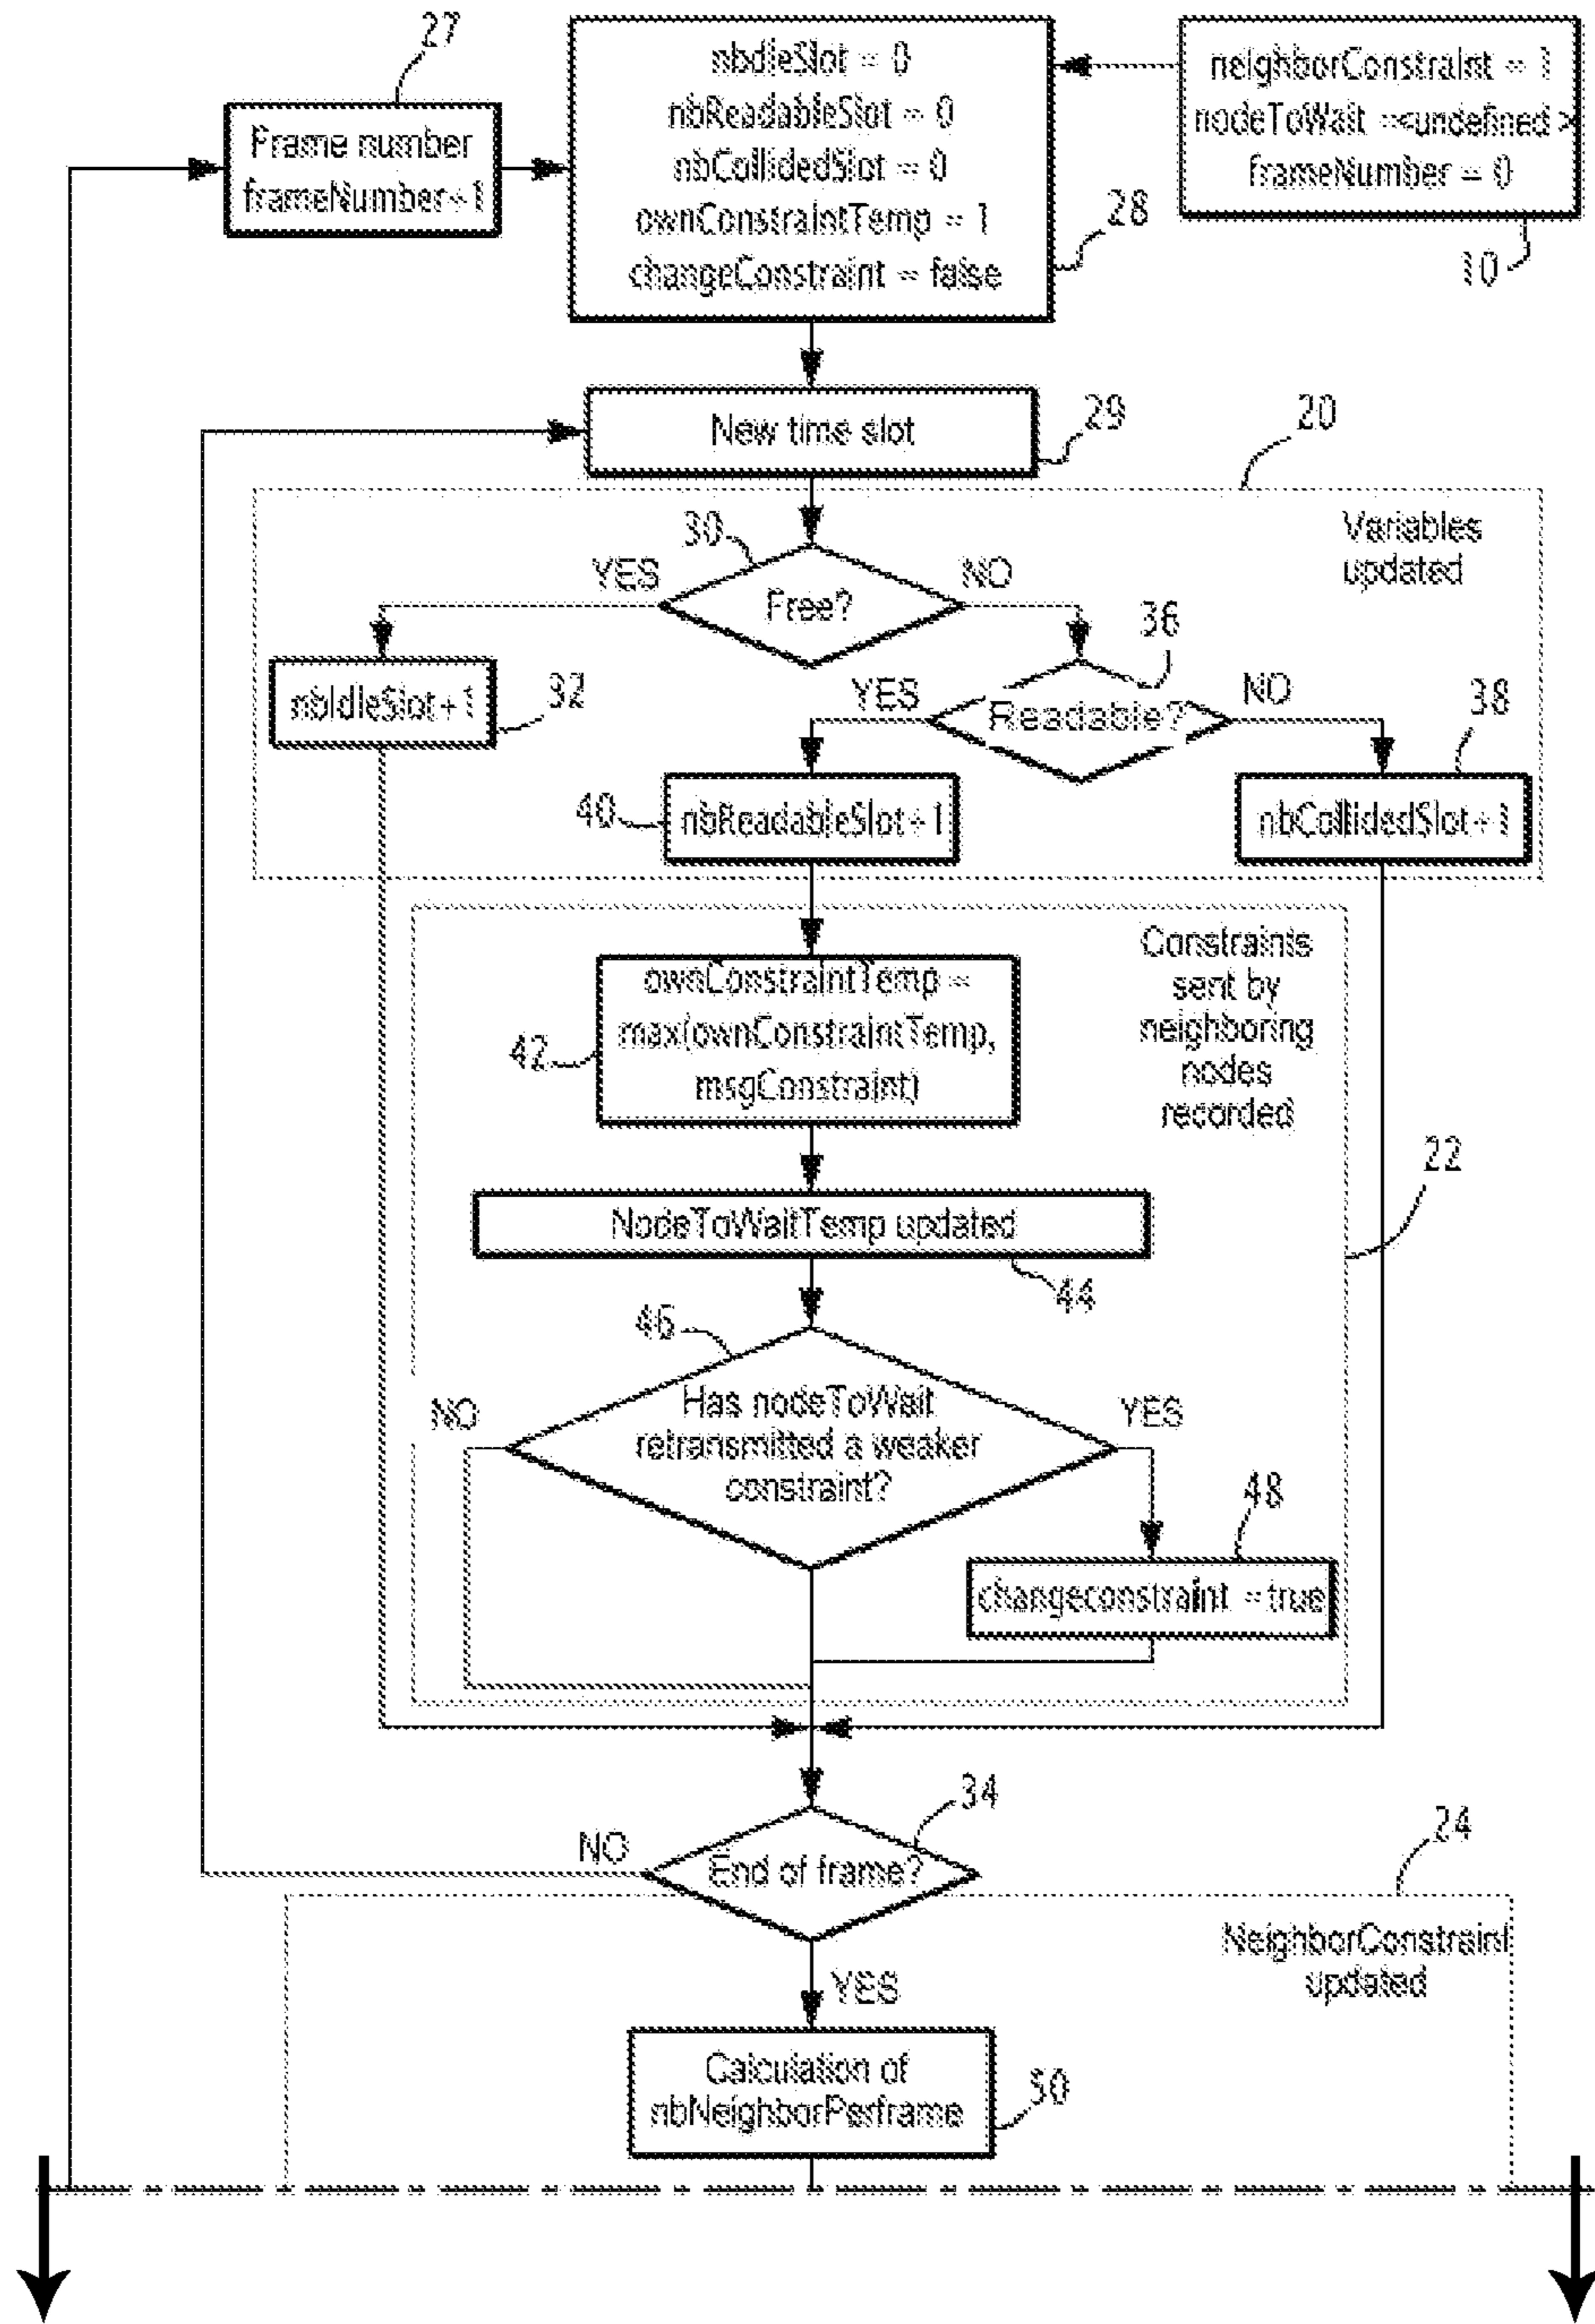 27
nbdleSlot = 0
nbReadableSlot = 0
nbCollidedSlot = 0
ownConstraintTemp = 1
changeConstraint = false
28
neighborConstraint = 1
nodeToWait =<undefined>
frameNumber = 0
10
Frame number
frameNumber+1
New time slot
29
20
Variables
updated
30
YES
NO
Free?
36
nbIdleSlot+1
32
YES
Readable?
NO
38
40
nbReadableSlot+1
nbCollidedSlot+1
Constraints
sent by
neighboring
nodes
recorded
42
ownConstraintTemp =
max(ownConstraintTemp,
msgConstraint)
22
NodeToWaitTemp updated
44
46
NO
Has nodeToWait
retransmitted a weaker
constraint?
YES
48
changeconstraint = true
34
NO
End of frame?
24
NeighborConstraint
updated
YES
Calculation of
nbNeighborPerframe
50